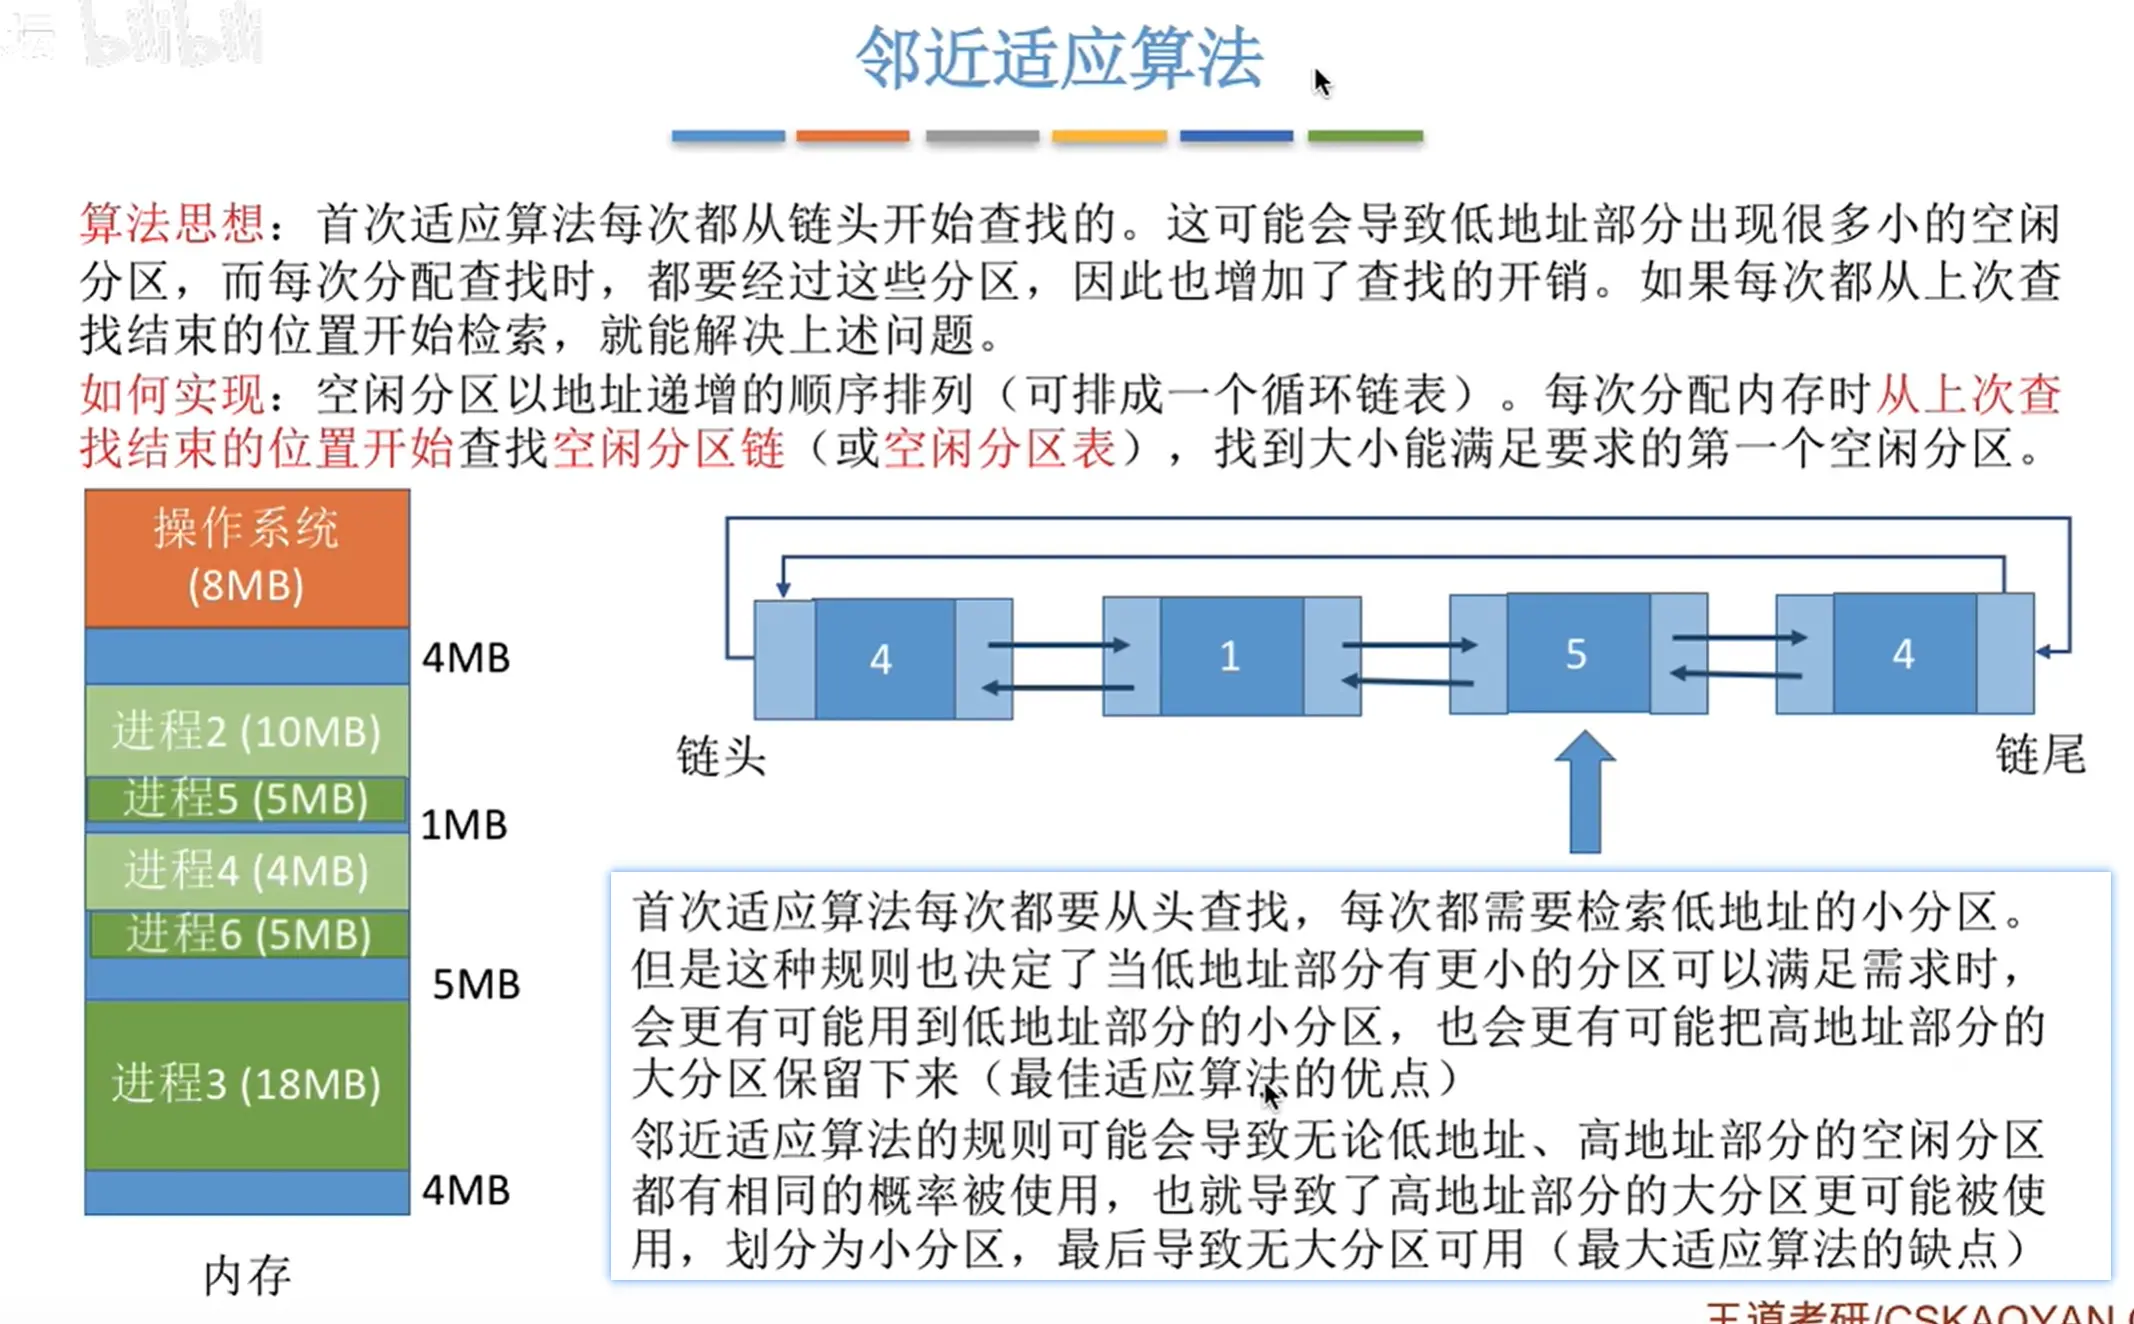 坛 bilibili
邻近适应算法
算法思想：首次适应算法每次都从链头开始查找的。这可能会导致低地址部分出现很多小的空闲
分区，而每次分配查找时，都要经过这些分区，因此也增加了查找的开销。如果每次都从上次查
找结束的位置开始检索，就能解决上述问题。
如何实现：空闲分区以地址递增的顺序排列（可排成一个循环链表）。每次分配内存时从上次查
找结束的位置开始查找空闲分区链（或空闲分区表），找到大小能满足要求的第一个空闲分区。
操作系统
(8MB)
4MB
进程2 (10MB)
进程5 (5MB)
1MB
进程4 (4MB)
进程6 (5MB)
5MB
进程3 (18MB)
4MB
内存
4
1
5
4
链头
链尾
首次适应算法每次都要从头查找，每次都需要检索低地址的小分区。
但是这种规则也决定了当低地址部分有更小的分区可以满足需求时，
会更有可能用到低地址部分的小分区，也会更有可能把高地址部分的
大分区保留下来（最佳适应算法的优点）
邻近适应算法的规则可能会导致无论低地址、高地址部分的空闲分区
都有相同的概率被使用，也就导致了高地址部分的大分区更可能被使
用，划分为小分区，最后导致无大分区可用（最大适应算法的缺点）
王道考研/CSKAOYAN.